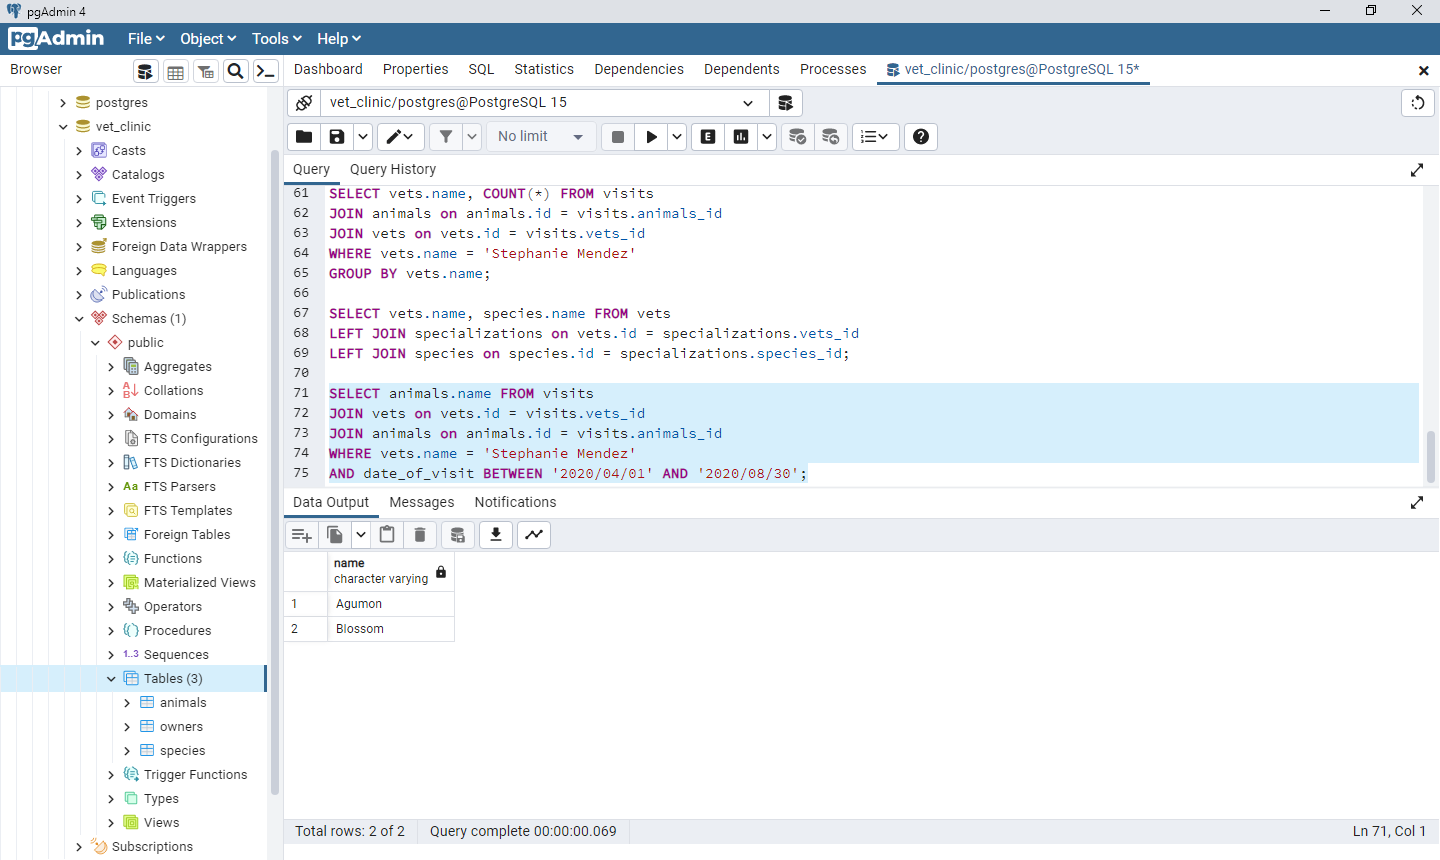 pgAdmin 4
pgAdmin File Object Tools Help
Browser
Dashboard Properties SQL Statistics Dependencies Dependents Processes vet_clinic/postgres@PostgreSQL 15*
postgres
vet_clinic
Casts
Catalogs
Event Triggers
Extensions
Foreign Data Wrappers
Languages
Publications
Schemas (1)
public
Aggregates
Collations
Domains
FTS Configurations
FTS Dictionaries
Aa FTS Parsers
FTS Templates
Foreign Tables
Functions
Materialized Views
Operators
Procedures
1..3 Sequences
Tables (3)
animals
owners
species
Trigger Functions
Types
Views
Subscriptions
vet_clinic/postgres@PostgreSQL 15
No limit E
Query Query History
61 SELECT vets.name, COUNT(*) FROM visits
62 JOIN animals on animals.id = visits.animals_id
63 JOIN vets on vets.id = visits.vets_id
64 WHERE vets.name = 'Stephanie Mendez'
65 GROUP BY vets.name;
66
67 SELECT vets.name, species.name FROM vets
68 LEFT JOIN specializations on vets.id = specializations.vets_id
69 LEFT JOIN species on species.id = specializations.species_id;
70
71 SELECT animals.name FROM visits
72 JOIN vets on vets.id = visits.vets_id
73 JOIN animals on animals.id = visits.animals_id
74 WHERE vets.name = 'Stephanie Mendez'
75 AND date_of_visit BETWEEN '2020/04/01' AND '2020/08/30';
Data Output Messages Notifications
name
character varying
1 Agumon
2 Blossom
Total rows: 2 of 2 Query complete 00:00:00.069 Ln 71, Col 1